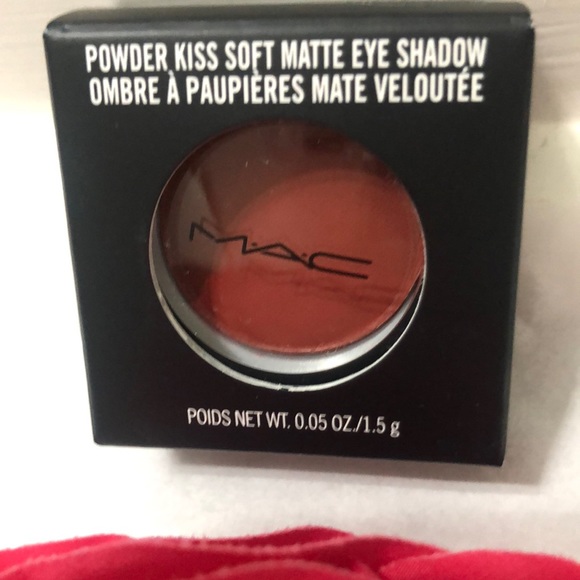 POWDER KISS SOFT MATTE EYE SHADOW
OMBRE À PAUPIÈRES MATE VELOUTÉE
M·A·C
POIDS NET WT. 0.05 OZ./1.5 g